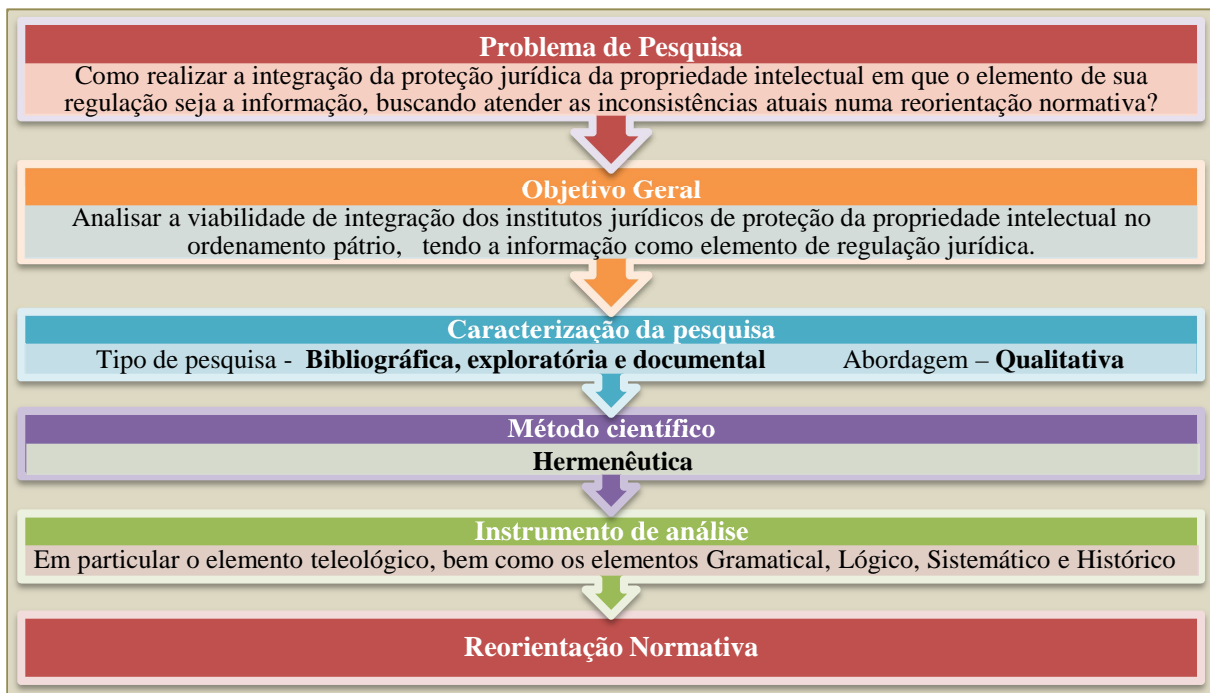 Problema de Pesquisa
Como realizar a integração da proteção jurídica da propriedade intelectual em que o elemento de sua
regulação seja a informação, buscando atender as inconsistências atuais numa reorientação normativa?
Objetivo Geral
Analisar a viabilidade de integração dos institutos jurídicos de proteção da propriedade intelectual no
ordenamento pátrio, tendo a informação como elemento de regulação jurídica.
Caracterização da pesquisa
Tipo de pesquisa - Bibliográfica, exploratória e documental Abordagem – Qualitativa
Método científico
Hermenêutica
Instrumento de análise
Em particular o elemento teleológico, bem como os elementos Gramatical, Lógico, Sistemático e Histórico
Reorientação Normativa